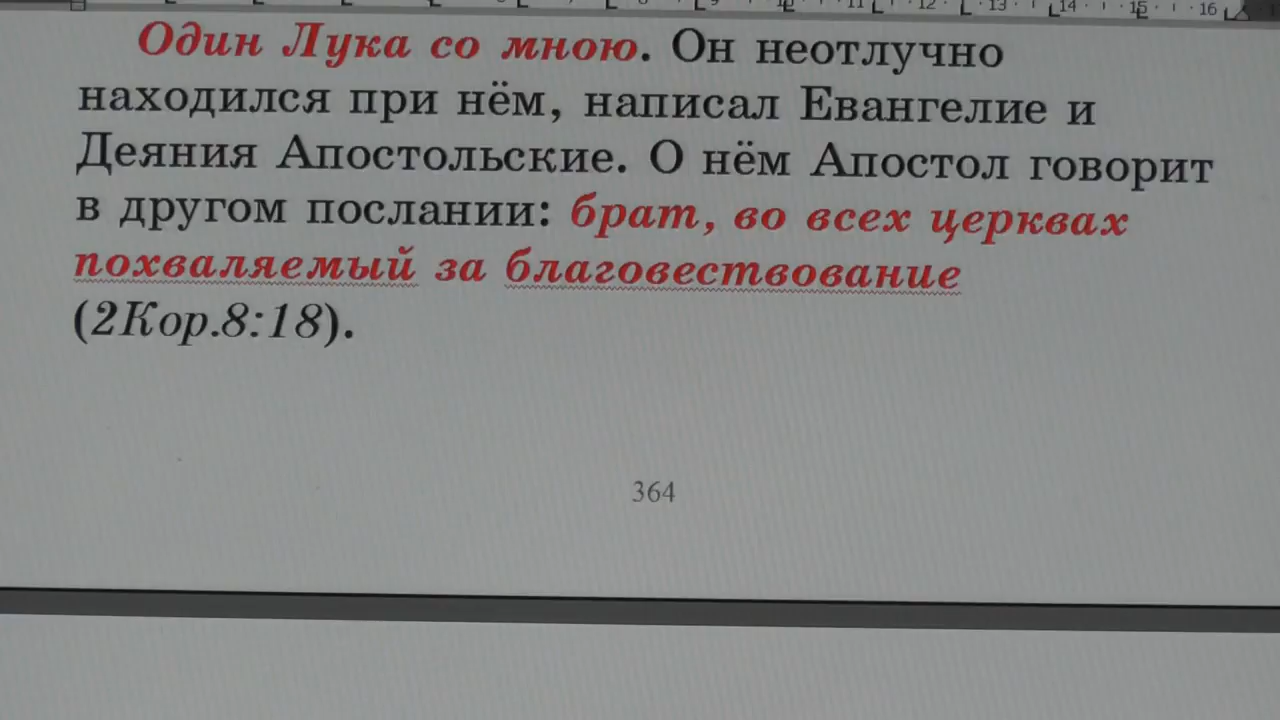 Один Лука со мною. Он неотлучно
находился при нём, написал Евангелие и
Деяния Апостольские. О нём Апостол говорит
в другом послании: брат, во всех церквах
похваляемый за благовествование
(2Кор.8:18).
364